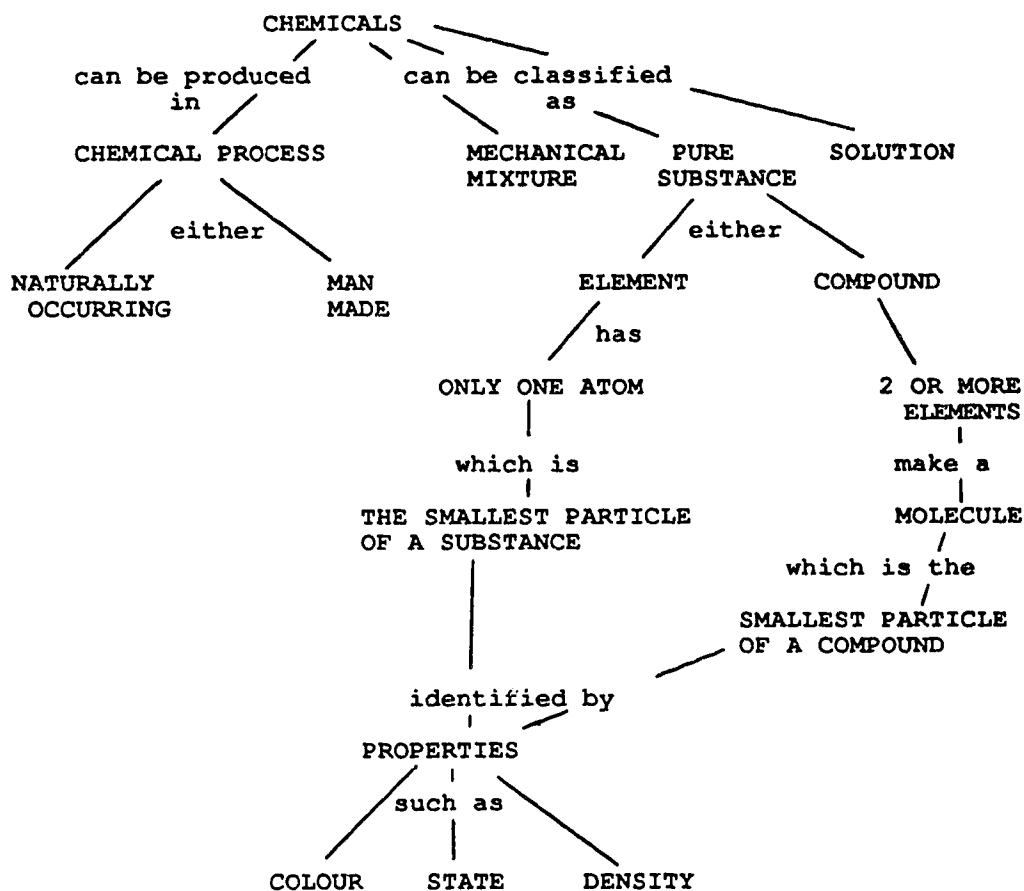 CHEMICALS
can be produced
in
can be classified
as
CHEMICAL PROCESS
MECHANICAL
MIXTURE
PURE
SUBSTANCE
SOLUTION
either
either
NATURALLY
OCCURRING
MAN
MADE
ELEMENT
COMPOUND
has
ONLY ONE ATOM
2 OR MORE
ELEMENTS
which is
make a
THE SMALLEST PARTICLE
OF A SUBSTANCE
MOLECULE
which is the
SMALLEST PARTICLE
OF A COMPOUND
identified by
PROPERTIES
such as
COLOUR
STATE
DENSITY